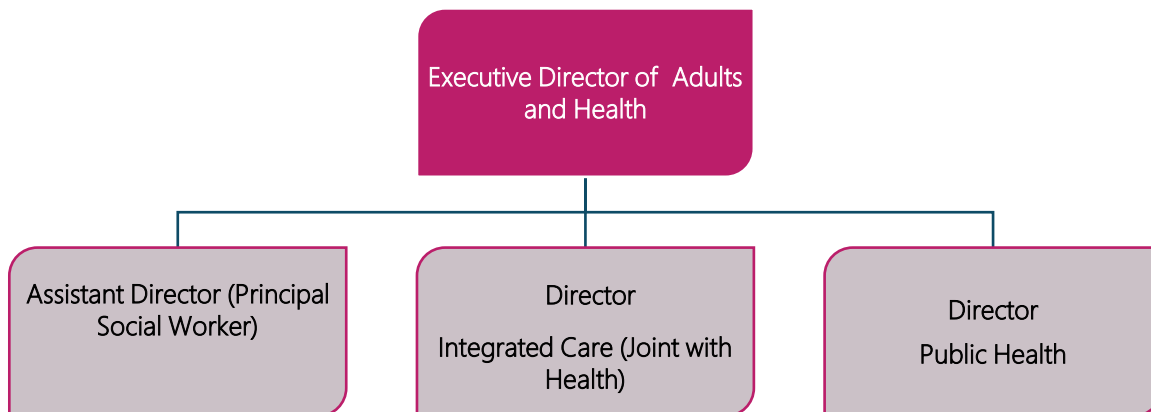 Executive Director of  Adults
and Health
Assistant Director (Principal
Social Worker)
Director
Integrated Care (Joint with
Health)
Director
Public Health